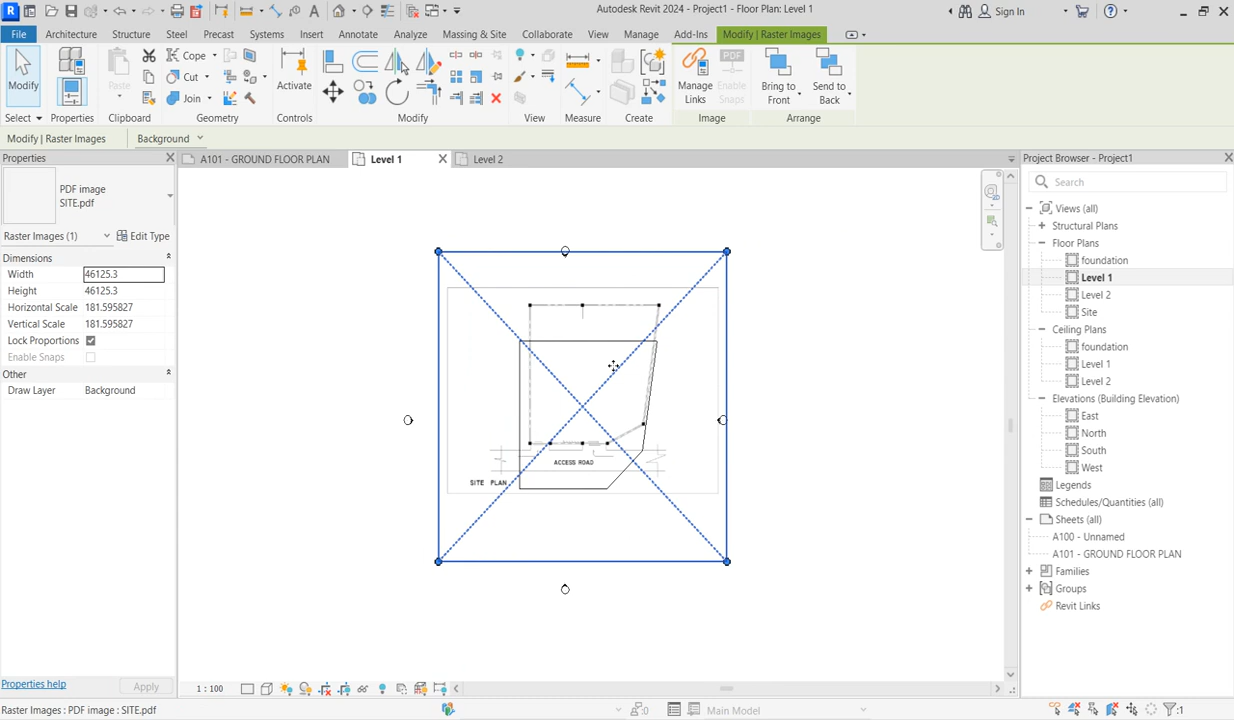 Autodesk Revit 2024 - Project1 - Floor Plan: Level 1
Sign In
File Architecture Structure Steel Precast Systems Insert Annotate Analyze Massing & Site Collaborate View Manage Add-Ins Modify | Raster Images
Modify
Paste
Cope
Cut
Join
Activate
Manage
Links
PDF
Enable
Snaps
Bring to
Front
Send to
Back
Select Properties Clipboard Geometry Controls Modify View Measure Create Image Arrange
Modify | Raster Images Background
Properties
PDF image
SITE.pdf
Raster Images (1)
Edit Type
Dimensions
Width 46125.3
Height 46125.3
Horizontal Scale 181.595827
Vertical Scale 181.595827
Lock Proportions
Enable Snaps
Other
Draw Layer Background
Properties help
Apply
A101 - GROUND FLOOR PLAN Level 1 Level 2
ACCESS ROAD
SITE PLAN
1 : 100
Project Browser - Project1
Search
Views (all)
Structural Plans
Floor Plans
foundation
Level 1
Level 2
Site
Ceiling Plans
foundation
Level 1
Level 2
Elevations (Building Elevation)
East
North
South
West
Legends
Schedules/Quantities (all)
Sheets (all)
A100 - Unnamed
A101 - GROUND FLOOR PLAN
Families
Groups
Revit Links
Raster Images : PDF image : SITE.pdf
:0
Main Model
:1